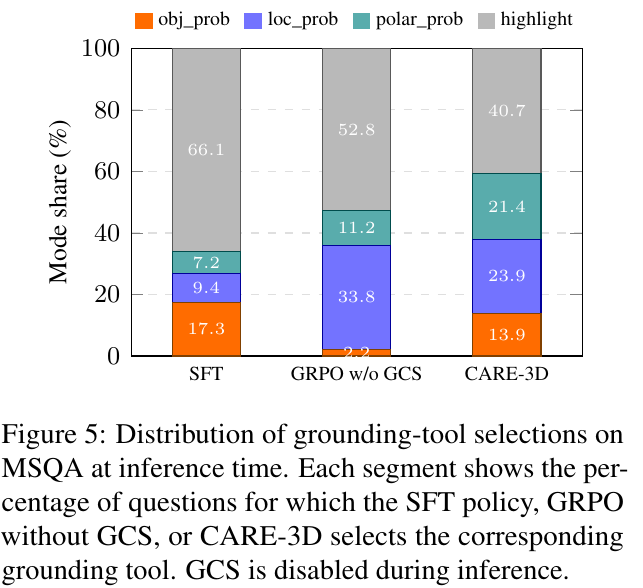 obj_prob loc_prob polar_prob highlight
100
80
60
40
20
0
Mode share (%)
66.1
7.2
9.4
17.3
52.8
11.2
33.8
2.2
40.7
21.4
23.9
13.9
SFT GRPO w/o GCS CARE-3D
Figure 5: Distribution of grounding-tool selections on
MSQA at inference time. Each segment shows the per-
centage of questions for which the SFT policy, GRPO
without GCS, or CARE-3D selects the corresponding
grounding tool. GCS is disabled during inference.